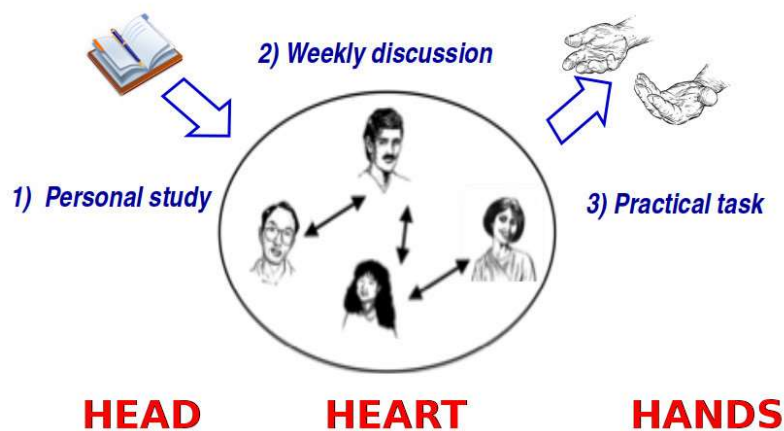 2) Weekly discussion
1) Personal study
3) Practical task
HEAD
HEART
HANDS